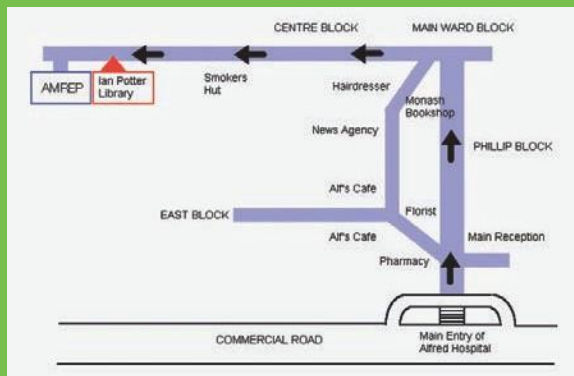 CENTRE BLOCK
MAIN WARD BLOCK
AMREP
Ian Potter
Library
Smokers
Hut
Hairdresser
Monash
Bookshop
News Agency
PHILLIP BLOCK
Alf's Cafe
EAST BLOCK
Florist
Alf's Cafe
Main Reception
Pharmacy
COMMERCIAL ROAD
Main Entry of
Alfred Hospital